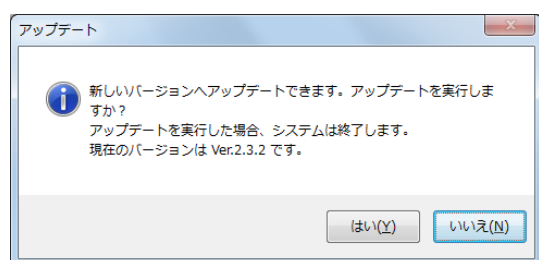 アップデート
新しいバージョンへアップデートできます。アップデートを実行しま
すか？
アップデートを実行した場合、システムは終了します。
現在のバージョンは Ver.2.3.2 です。
はい(Y) いいえ(N)